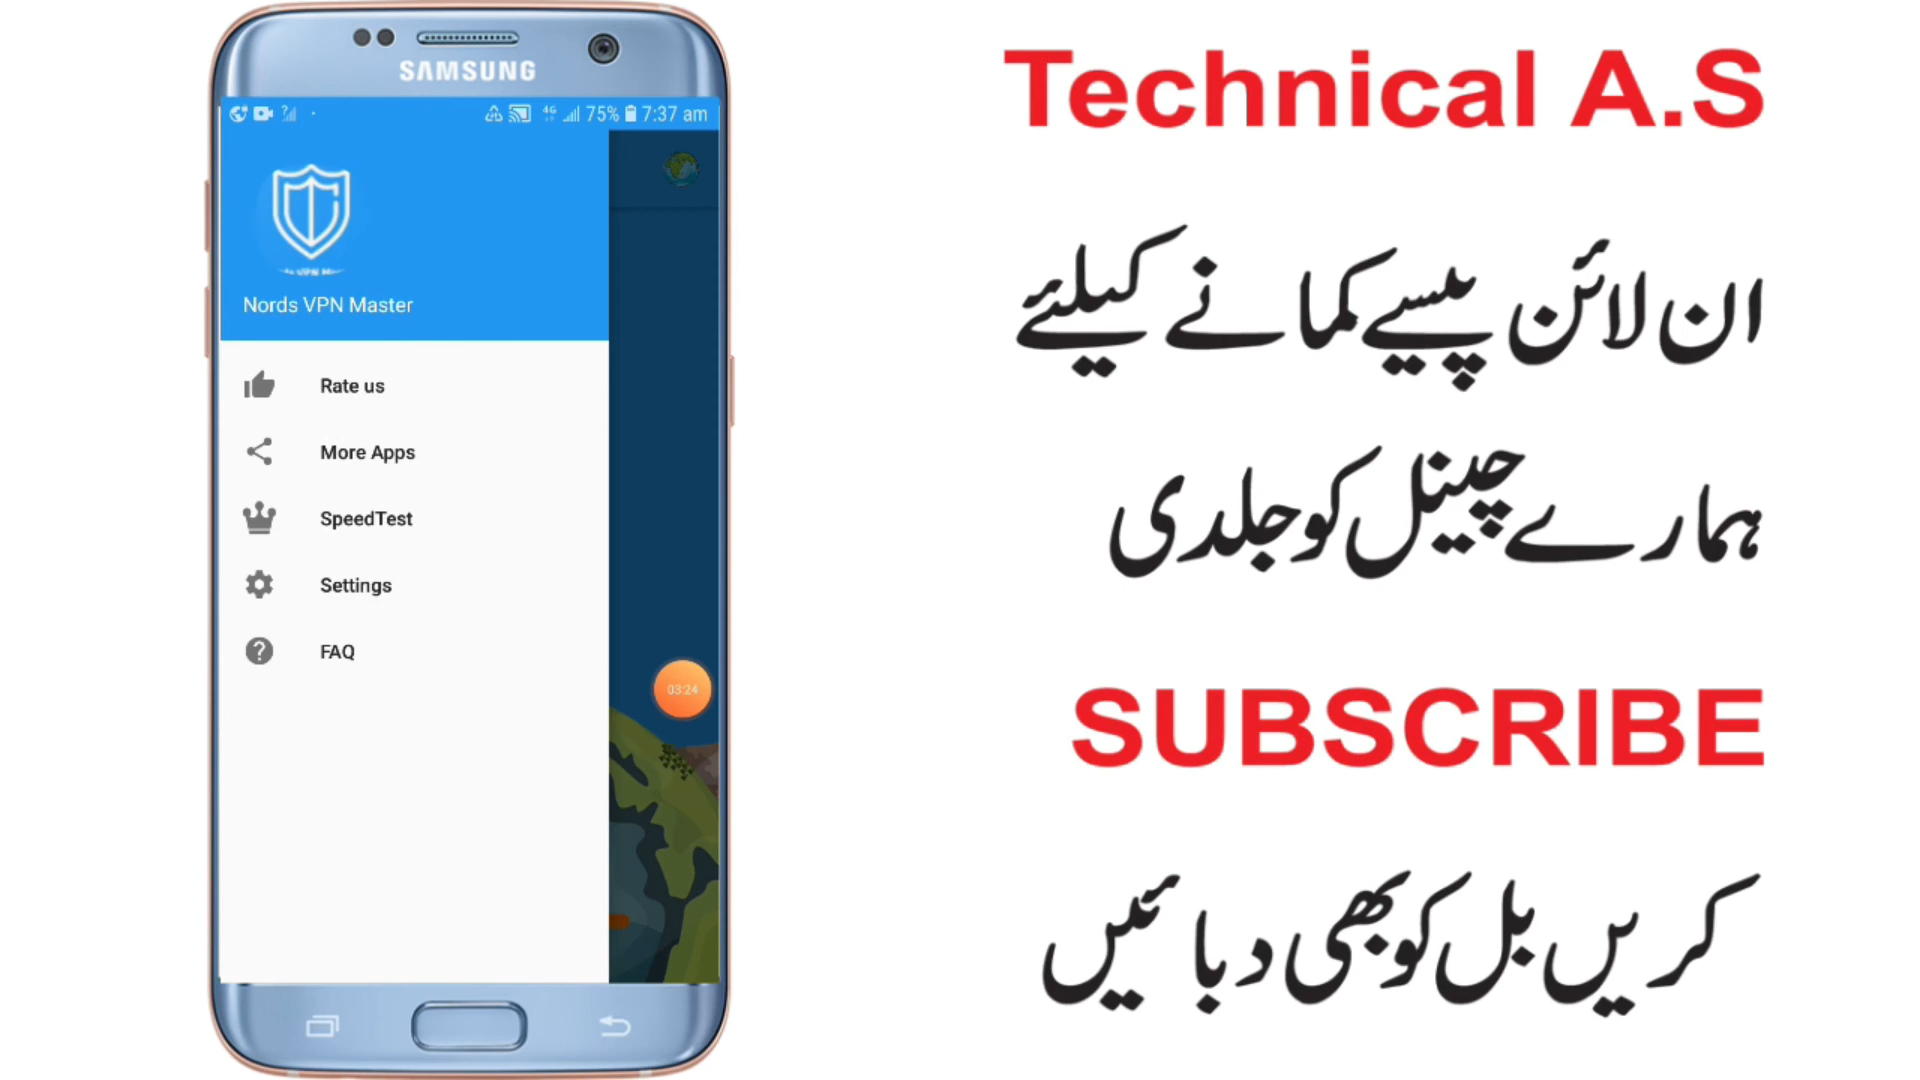 SAMSUNG
4G 75% 7:37 am
Nords VPN Master
Rate us
More Apps
SpeedTest
Settings
FAQ
03:24
Technical A.S
ان لائن پیسے کمانے کیلئے
ہمارے چینل کو جلدی
SUBSCRIBE
کریں بل کو بھی دبائیں